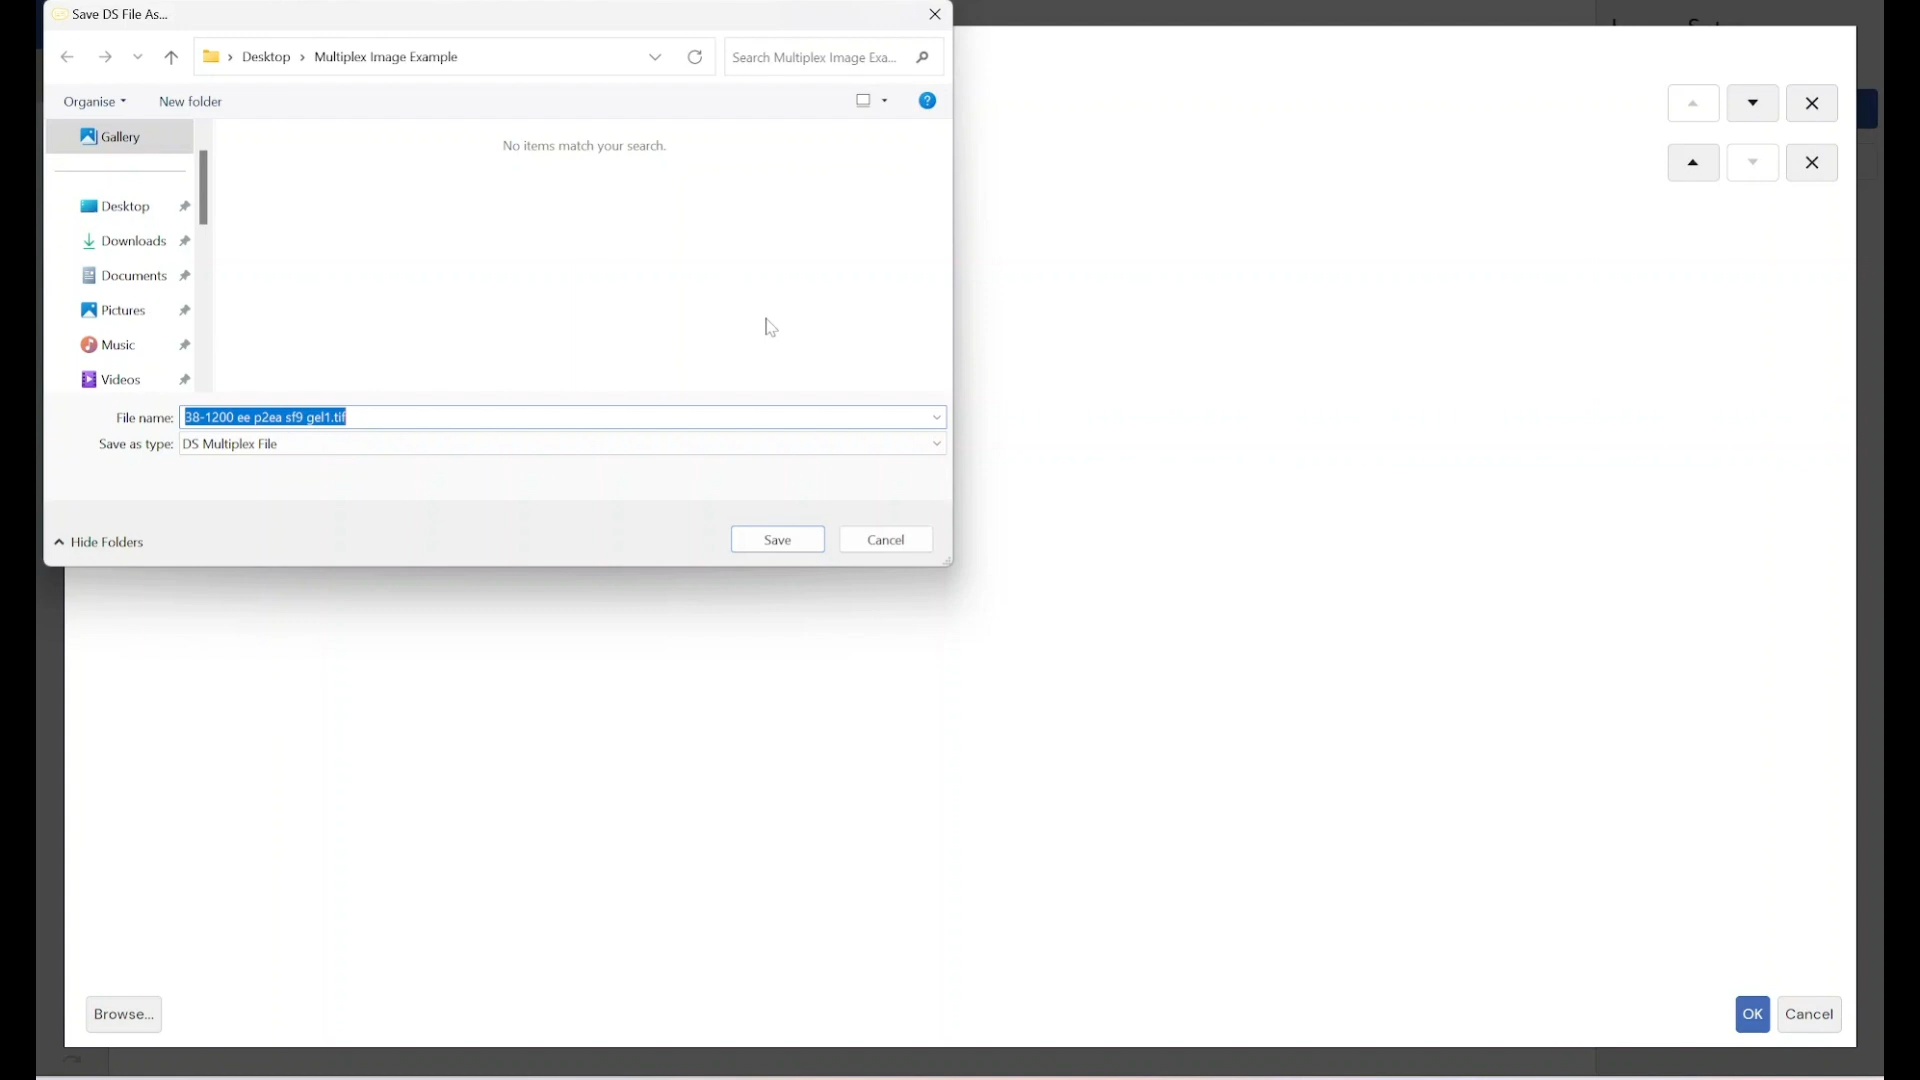 Save DS File As...
Desktop > Multiplex Image Example
Search Multiplex Image Exa...
Organise
New folder
?
Gallery
No items match your search.
Desktop
Downloads
Documents
Pictures
Music
Videos
File name: 38-1200 ee p2ea sf9 gel1.tif
Save as type: DS Multiplex File
Hide Folders
Save
Cancel
Browse...
OK
Cancel